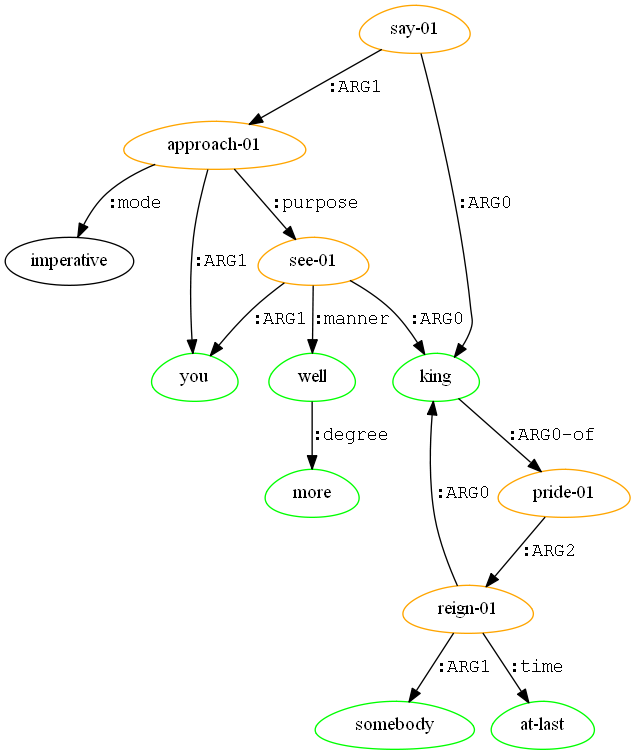 say-01
:ARG1
approach-01
:mode
:purpose
:ARG0
imperative
:ARG1
see-01
:ARG1
:manner
:ARG0
you
well
king
:degree
:ARG0-of
more
:ARG0
pride-01
:ARG2
reign-01
:ARG1
:time
somebody
at-last